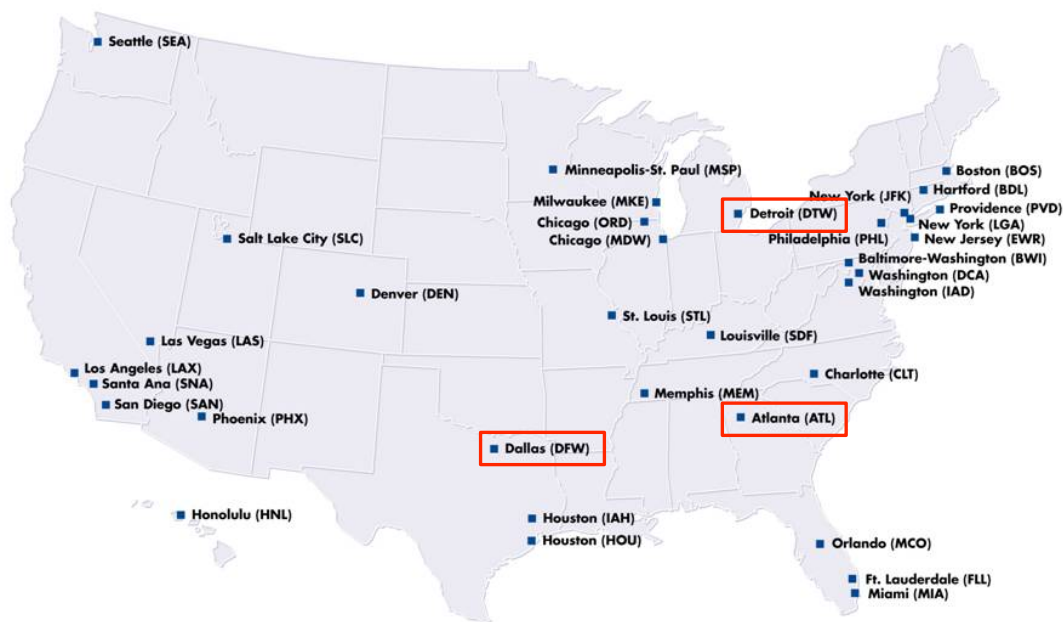 Seattle (SEA)
Minneapolis-St. Paul (MSP)
Boston (BOS)
New York (JFK)
Hartford (BDL)
Milwaukee (MKE)
Detroit (DTW)
Providence (PVD)
Chicago (ORD)
New York (LGA)
Salt Lake City (SLC)
Chicago (MDW)
Philadelphia (PHL)
New Jersey (EWR)
Baltimore-Washington (BWI)
Washington (DCA)
Washington (IAD)
Denver (DEN)
St. Louis (STL)
Louisville (SDF)
Las Vegas (LAS)
Los Angeles (LAX)
Santa Ana (SNA)
Charlotte (CLT)
Memphis (MEM)
San Diego (SAN)
Phoenix (PHX)
Atlanta (ATL)
Dallas (DFW)
Honolulu (HNL)
Houston (IAH)
Houston (HOU)
Orlando (MCO)
Ft. Lauderdale (FLL)
Miami (MIA)